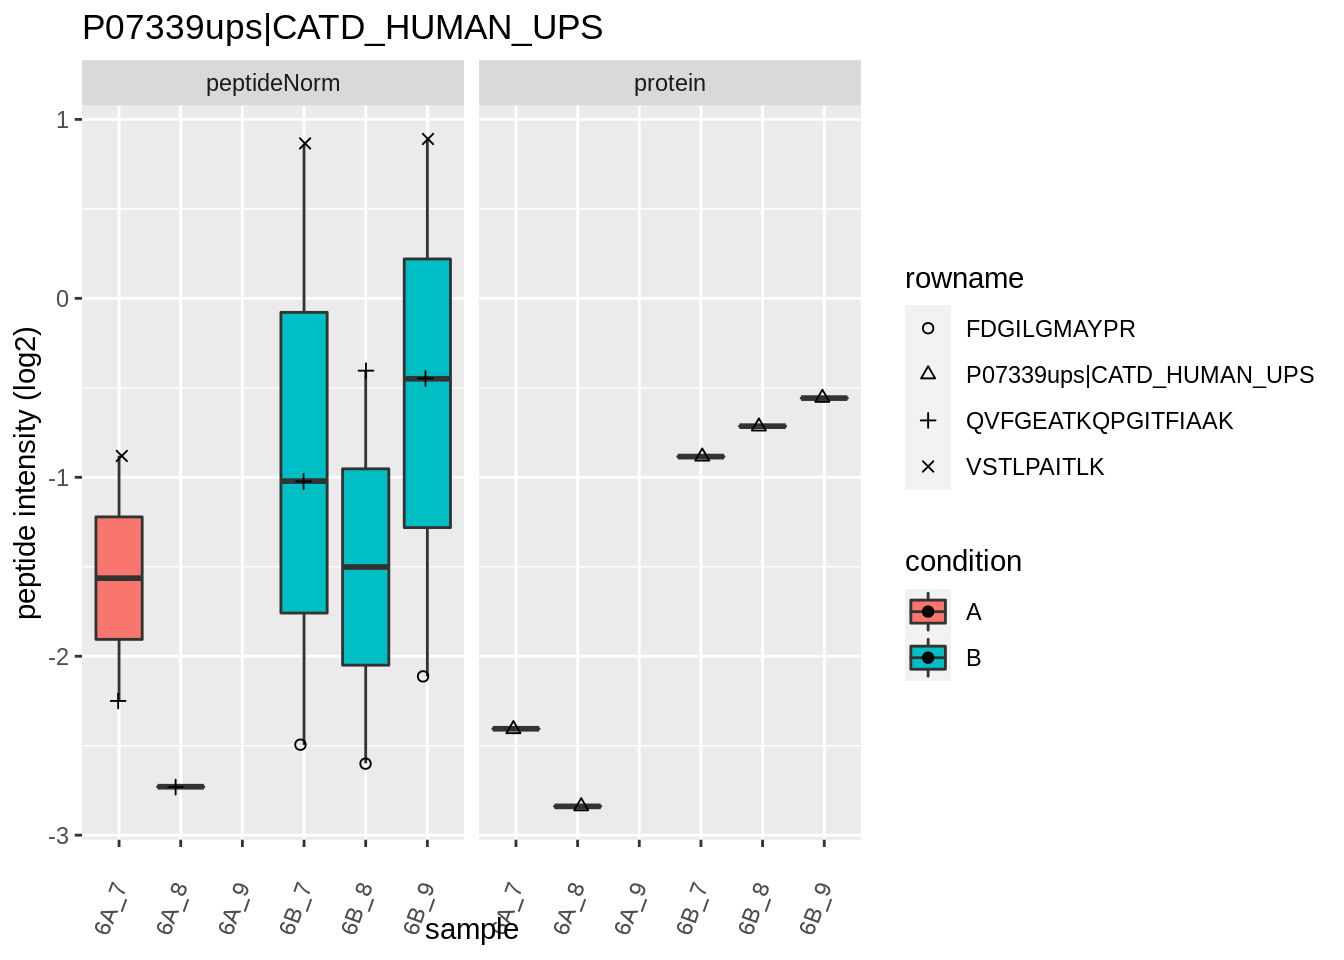 P07339ups|CATD_HUMAN_UPS
peptideNorm
protein
peptide intensity (log2)
1
0
-1
-2
-3
6A_7
6A_8
6A_9
6B_7
6B_8
6B_9
6A_7
6A_8
6A_9
6B_7
6B_8
6B_9
sample
rowname
FDGILGMAYPR
P07339ups|CATD_HUMAN_UPS
QVFGEATKQPGITFIAAK
VSTLPAITLK
condition
A
B